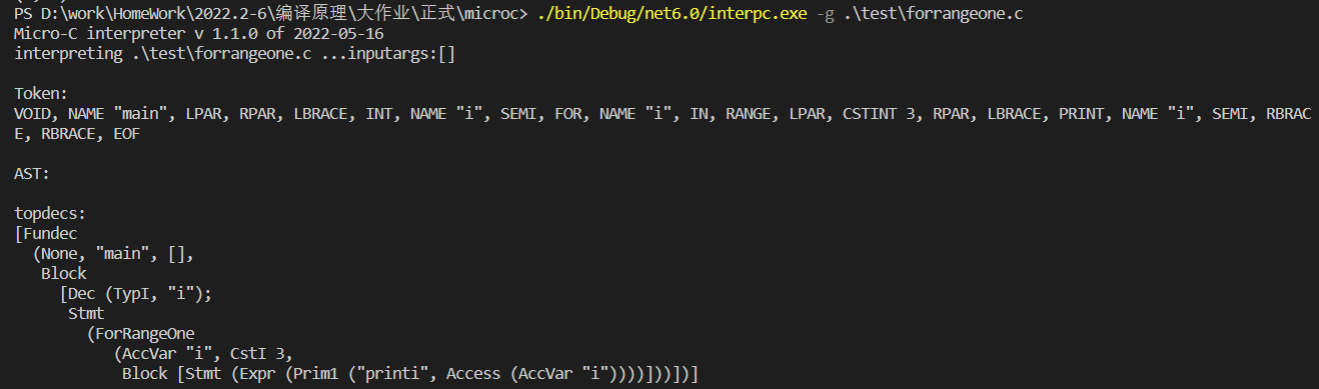 PS D:\work\HomeWork\2022.2-6\编译原理\大作业\正式\microc> ./bin/Debug/net6.0/interpc.exe -g .\test\forrangeone.c
Micro-C interpreter v 1.1.0 of 2022-05-16
interpreting .\test\forrangeone.c ...inputargs:[]
Token:
VOID, NAME "main", LPAR, RPAR, LBRACE, INT, NAME "i", SEMI, FOR, NAME "i", IN, RANGE, LPAR, CSTINT 3, RPAR, LBRACE, PRINT, NAME "i", SEMI, RBRAC
E, RBRACE, EOF
AST:
topdecs:
[Fundec
(None, "main", [],
Block
[Dec (TypI, "i");
Stmt
(ForRangeOne
(AccVar "i", CstI 3,
Block [Stmt (Expr (Prim1 ("printi", Access (AccVar "i"))))]))])]